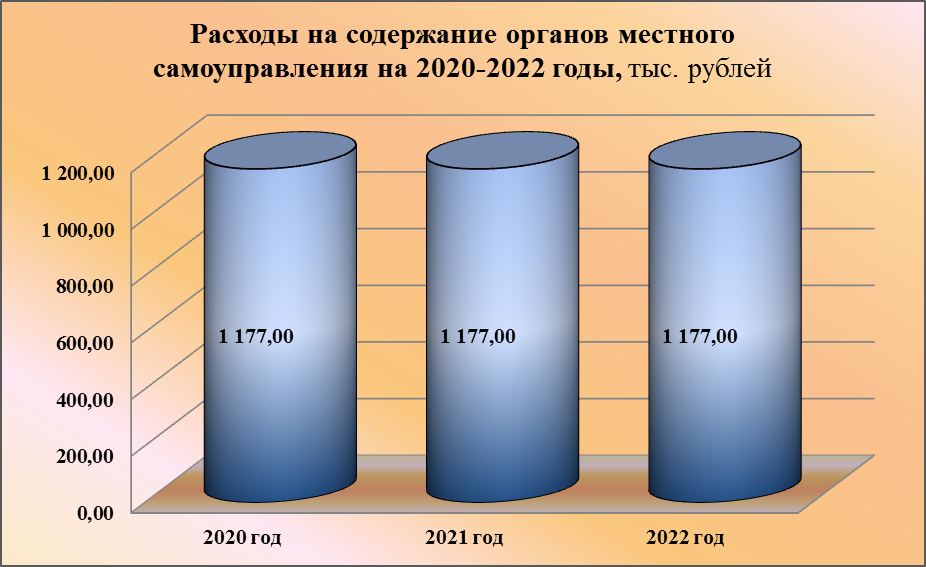 Расходы на содержание органов местного
самоуправления на 2020-2022 годы, тыс. рублей
1 200,00
1 000,00
800,00
600,00
400,00
200,00
0,00
1 177,00
1 177,00
1 177,00
2020 год
2021 год
2022 год